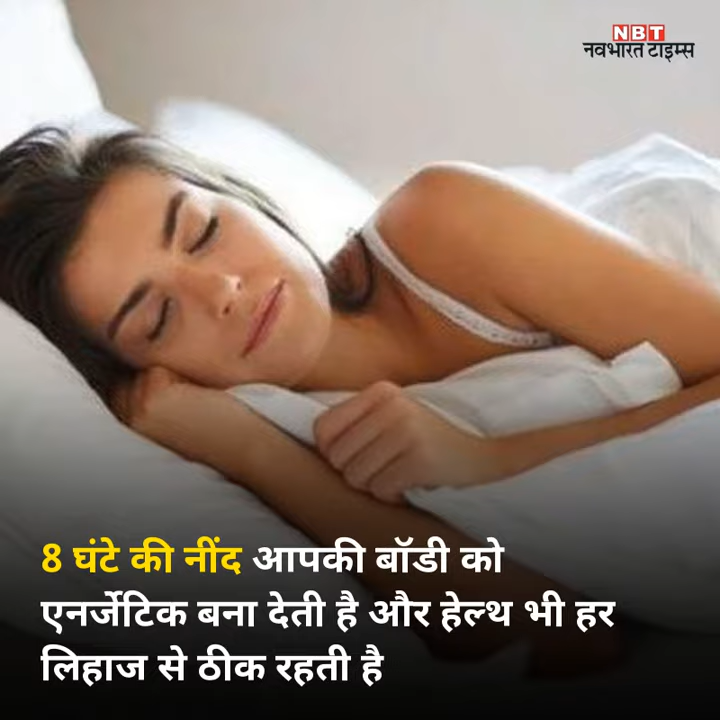 NBT
नवभारत टाइम्स
8 घंटे की नींद आपकी बॉडी को
एनर्जेटिक बना देती है और हेल्थ भी हर
लिहाज से ठीक रहती है